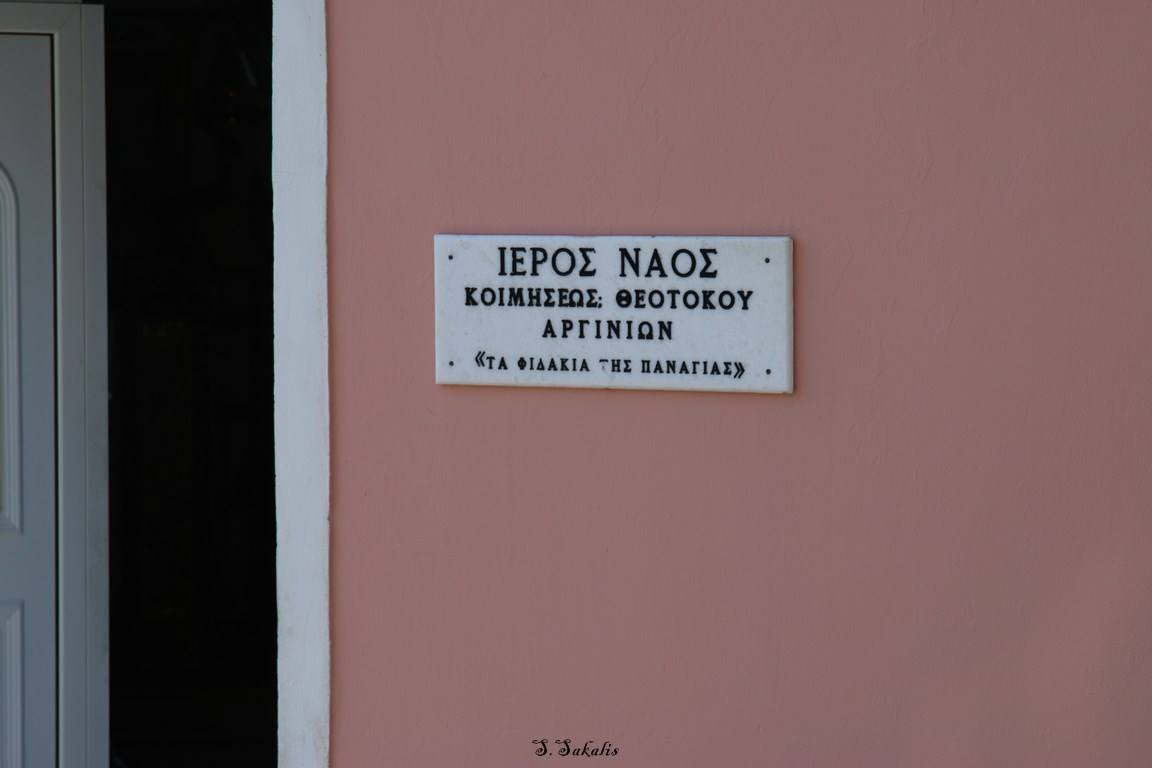 ΙΕΡΟΣ ΝΑΟΣ
ΚΟΙΜΗΣΕΩΣ: ΘΕΟΤΟΚΟΥ
ΑΡΓΙΝΙΩΝ
«ΤΑ ΦΙΔΑΚΙΑ ΤΗΣ ΠΑΝΑΓΙΑΣ»
S.Sakalis